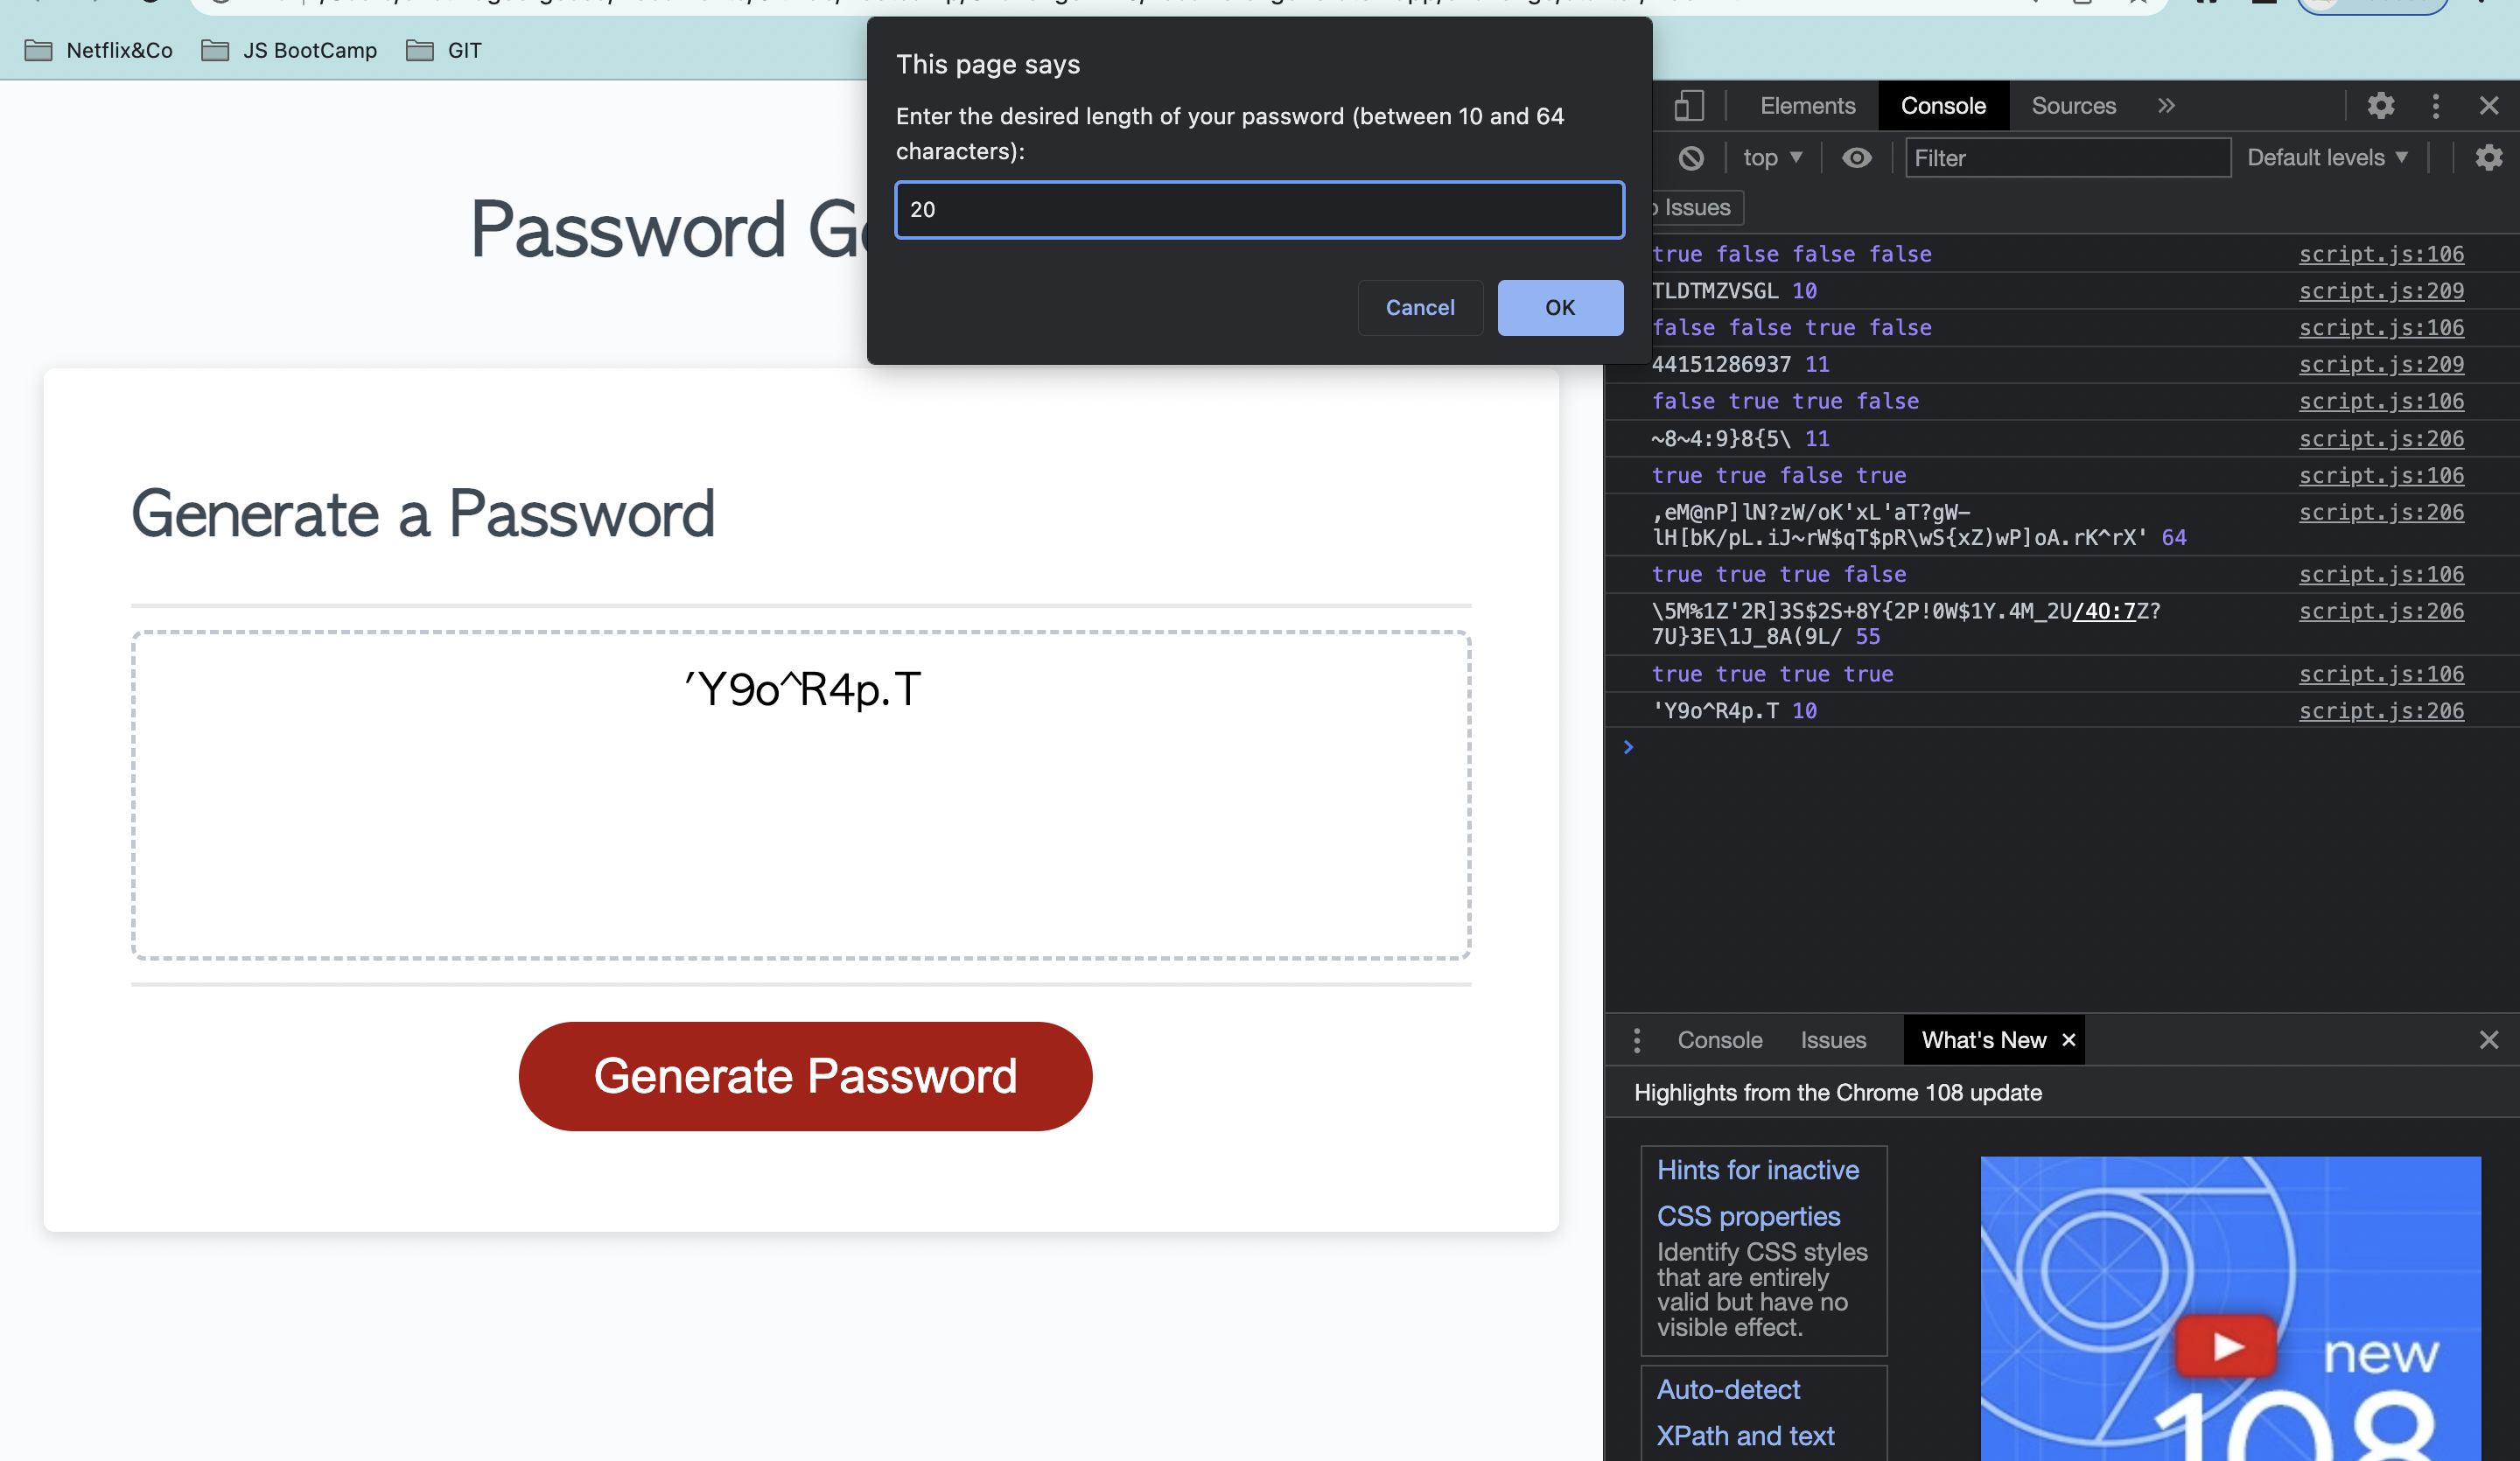 Netflix&Co
JS BootCamp
GIT
This page says
Enter the desired length of your password (between 10 and 64
characters):
20
Cancel
OK
Password
Generate a Password
'Y9o^R4p.T
Generate Password
Elements
Console
Sources
top
Filter
Default levels
Issues
true false false false script.js:106
TLDTMZVSGL 10 script.js:209
false false true false script.js:106
44151286937 11 script.js:209
false true true false script.js:106
~8~4:9}8{5\ 11 script.js:206
true true false true script.js:106
,eM@nP]lN?zW/oK'xL'aT?gW– script.js:206
lH[bK/pL.iJ~rW$qT$pR\wS{xZ)wP]oA.rK^rX' 64
true true true false script.js:106
\5M%1Z'2R]3S$2S+8Y{2P!0W$1Y.4M_2U/4O:7Z? script.js:206
7U}3E\1J_8A(9L/ 55
true true true true script.js:106
'Y9o^R4p.T 10 script.js:206
Console
Issues
What's New
Highlights from the Chrome 108 update
Hints for inactive
CSS properties
Identify CSS styles
that are entirely
valid but have no
visible effect.
Auto-detect
XPath and text
new
108